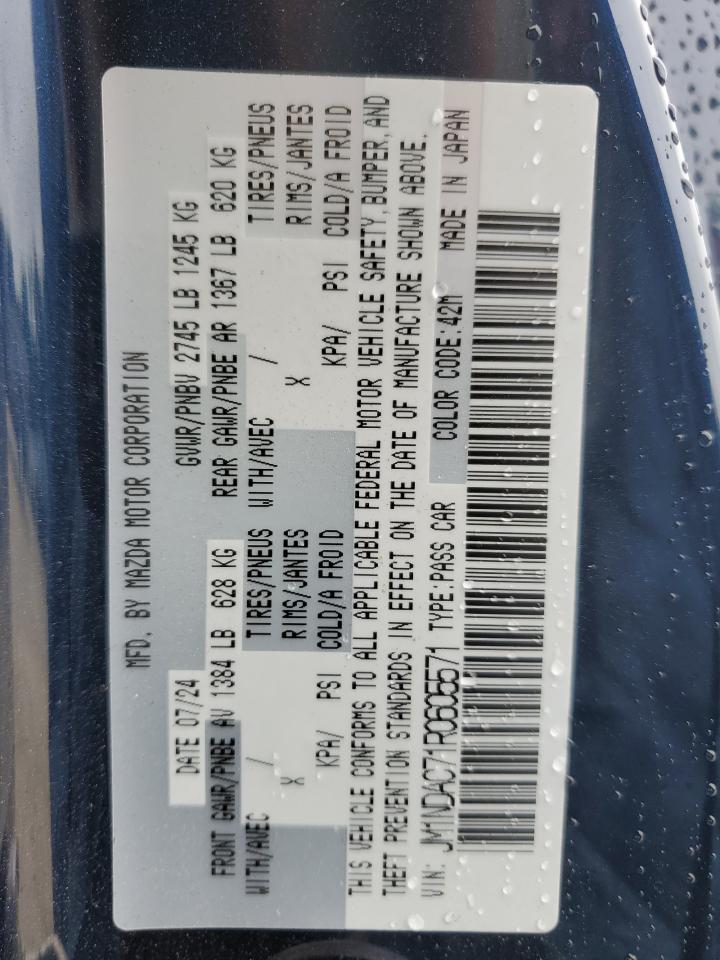 MFD. BY MAZDA MOTOR CORPORATION
DATE 07/24 GVWR/PNBV 2745 LB 1245 KG
FRONT GAWR/PNBE AV 1384 LB 628 KG REAR GAWR/PNBE AR 1367 LB 620 KG
WITH/AVEC / TIRES/PNEUS WITH/AVEC / TIRES/PNEUS
X RIMS/JANTES X RIMS/JANTES
KPA/ PSI COLD/A FROID KPA/ PSI COLD/A FROID
THIS VEHICLE CONFORMS TO ALL APPLICABLE FEDERAL MOTOR VEHICLE SAFETY, BUMPER, AND
THEFT PREVENTION STANDARDS IN EFFECT ON THE DATE OF MANUFACTURE SHOWN ABOVE.
VIN: JM1NDAC71R0605571 TYPE:PASS CAR COLOR CODE:42M MADE IN JAPAN